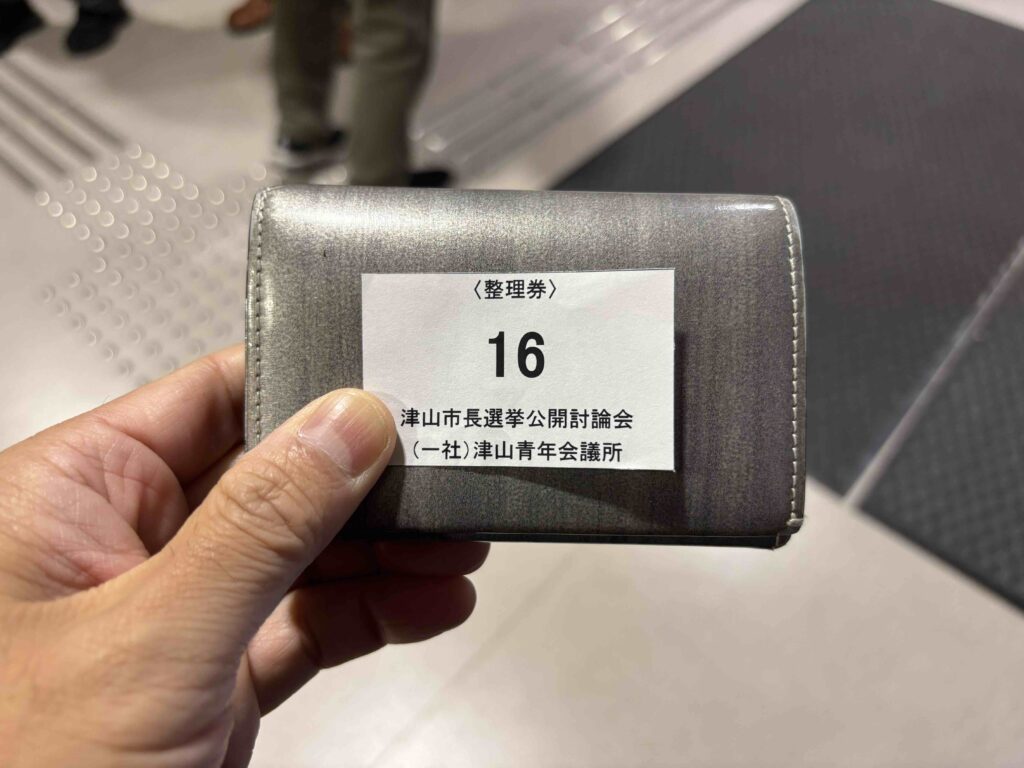 〈整理券〉
16
津山市長選挙公開討論会
(一社)津山青年会議所